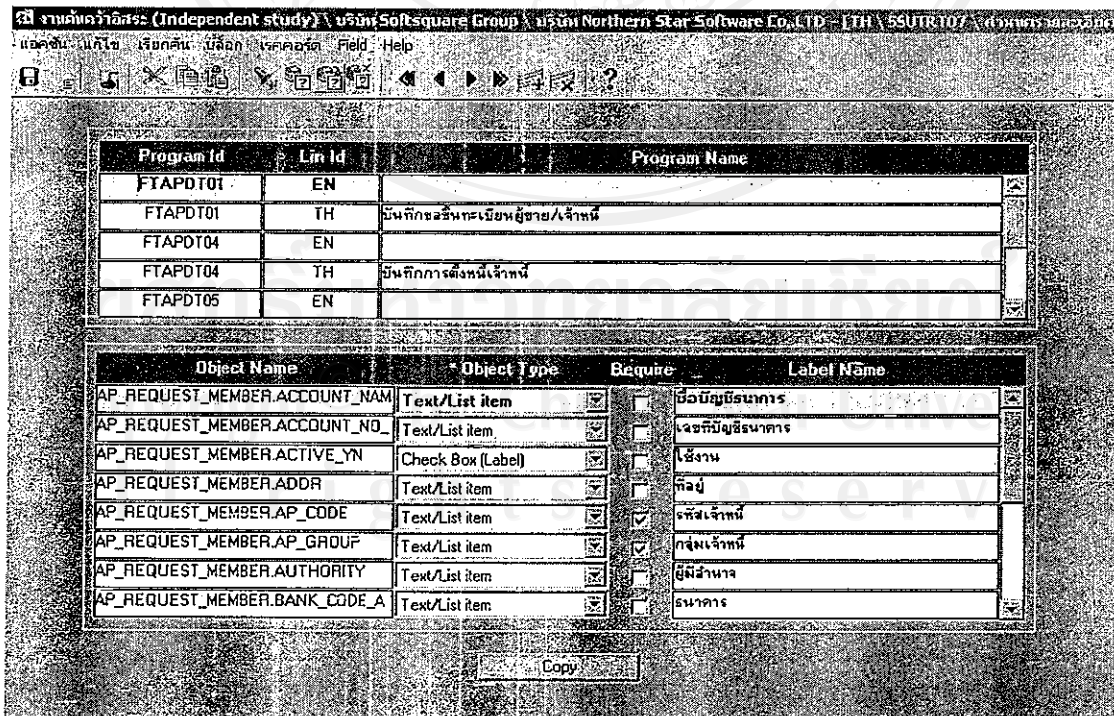 งานค้นคว้าอิสระ (Independent study) \ บริษัท Softsquare Group \ บริษัท Northern Star Software Co,.LTD - [TH \ SSUTRT07 \
แอคชั่น แก้ไข เรียกค้น บล็อก เรคคอร์ด Field Help
Program Id Lin Id Program Name
FTAPDT01 EN
FTAPDT01 TH บันทึกขอขึ้นทะเบียนผู้ขาย/เจ้าหนี้
FTAPDT04 EN
FTAPDT04 TH บันทึกการตั้งหนี้เจ้าหนี้
FTAPDT05 EN
Object Name * Object Type Require Label Name
AP_REQUEST_MEMBER.ACCOUNT_NAM Text/List item ชื่อบัญชีธนาคาร
AP_REQUEST_MEMBER.ACCOUNT_NO_ Text/List item เลขที่บัญชีธนาคาร
AP_REQUEST_MEMBER.ACTIVE_YN Check Box (Label) ใช้งาน
AP_REQUEST_MEMBER.ADDR Text/List item ที่อยู่
AP_REQUEST_MEMBER.AP_CODE Text/List item รหัสเจ้าหนี้
AP_REQUEST_MEMBER.AP_GROUP Text/List item กลุ่มเจ้าหนี้
AP_REQUEST_MEMBER.AUTHORITY Text/List item ผู้มีอำนาจ
AP_REQUEST_MEMBER.BANK_CODE_A Text/List item ธนาคาร
Copy